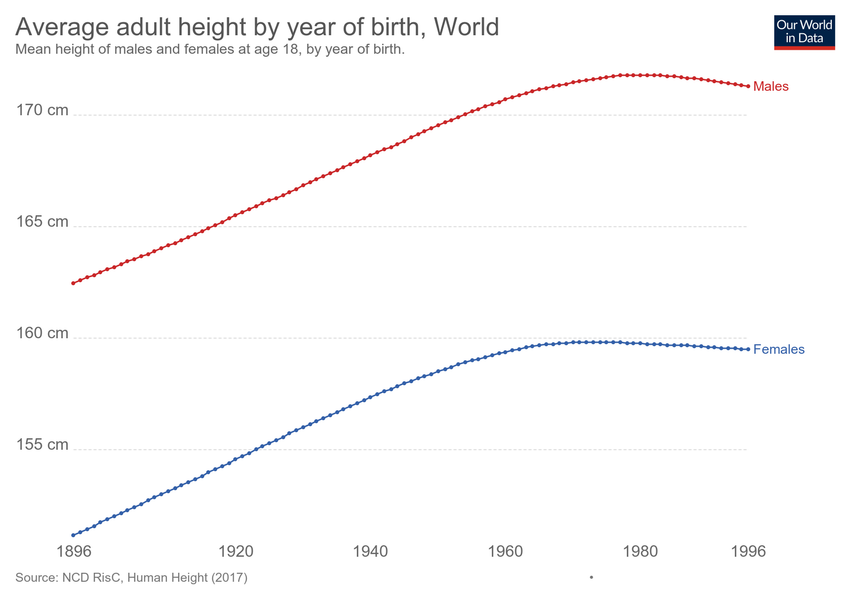 Average adult height by year of birth, World
Mean height of males and females at age 18, by year of birth.
Our World
in Data
Males
170 cm
165 cm
160 cm
Females
155 cm
1896 1920 1940 1960 1980 1996
Source: NCD RisC, Human Height (2017)